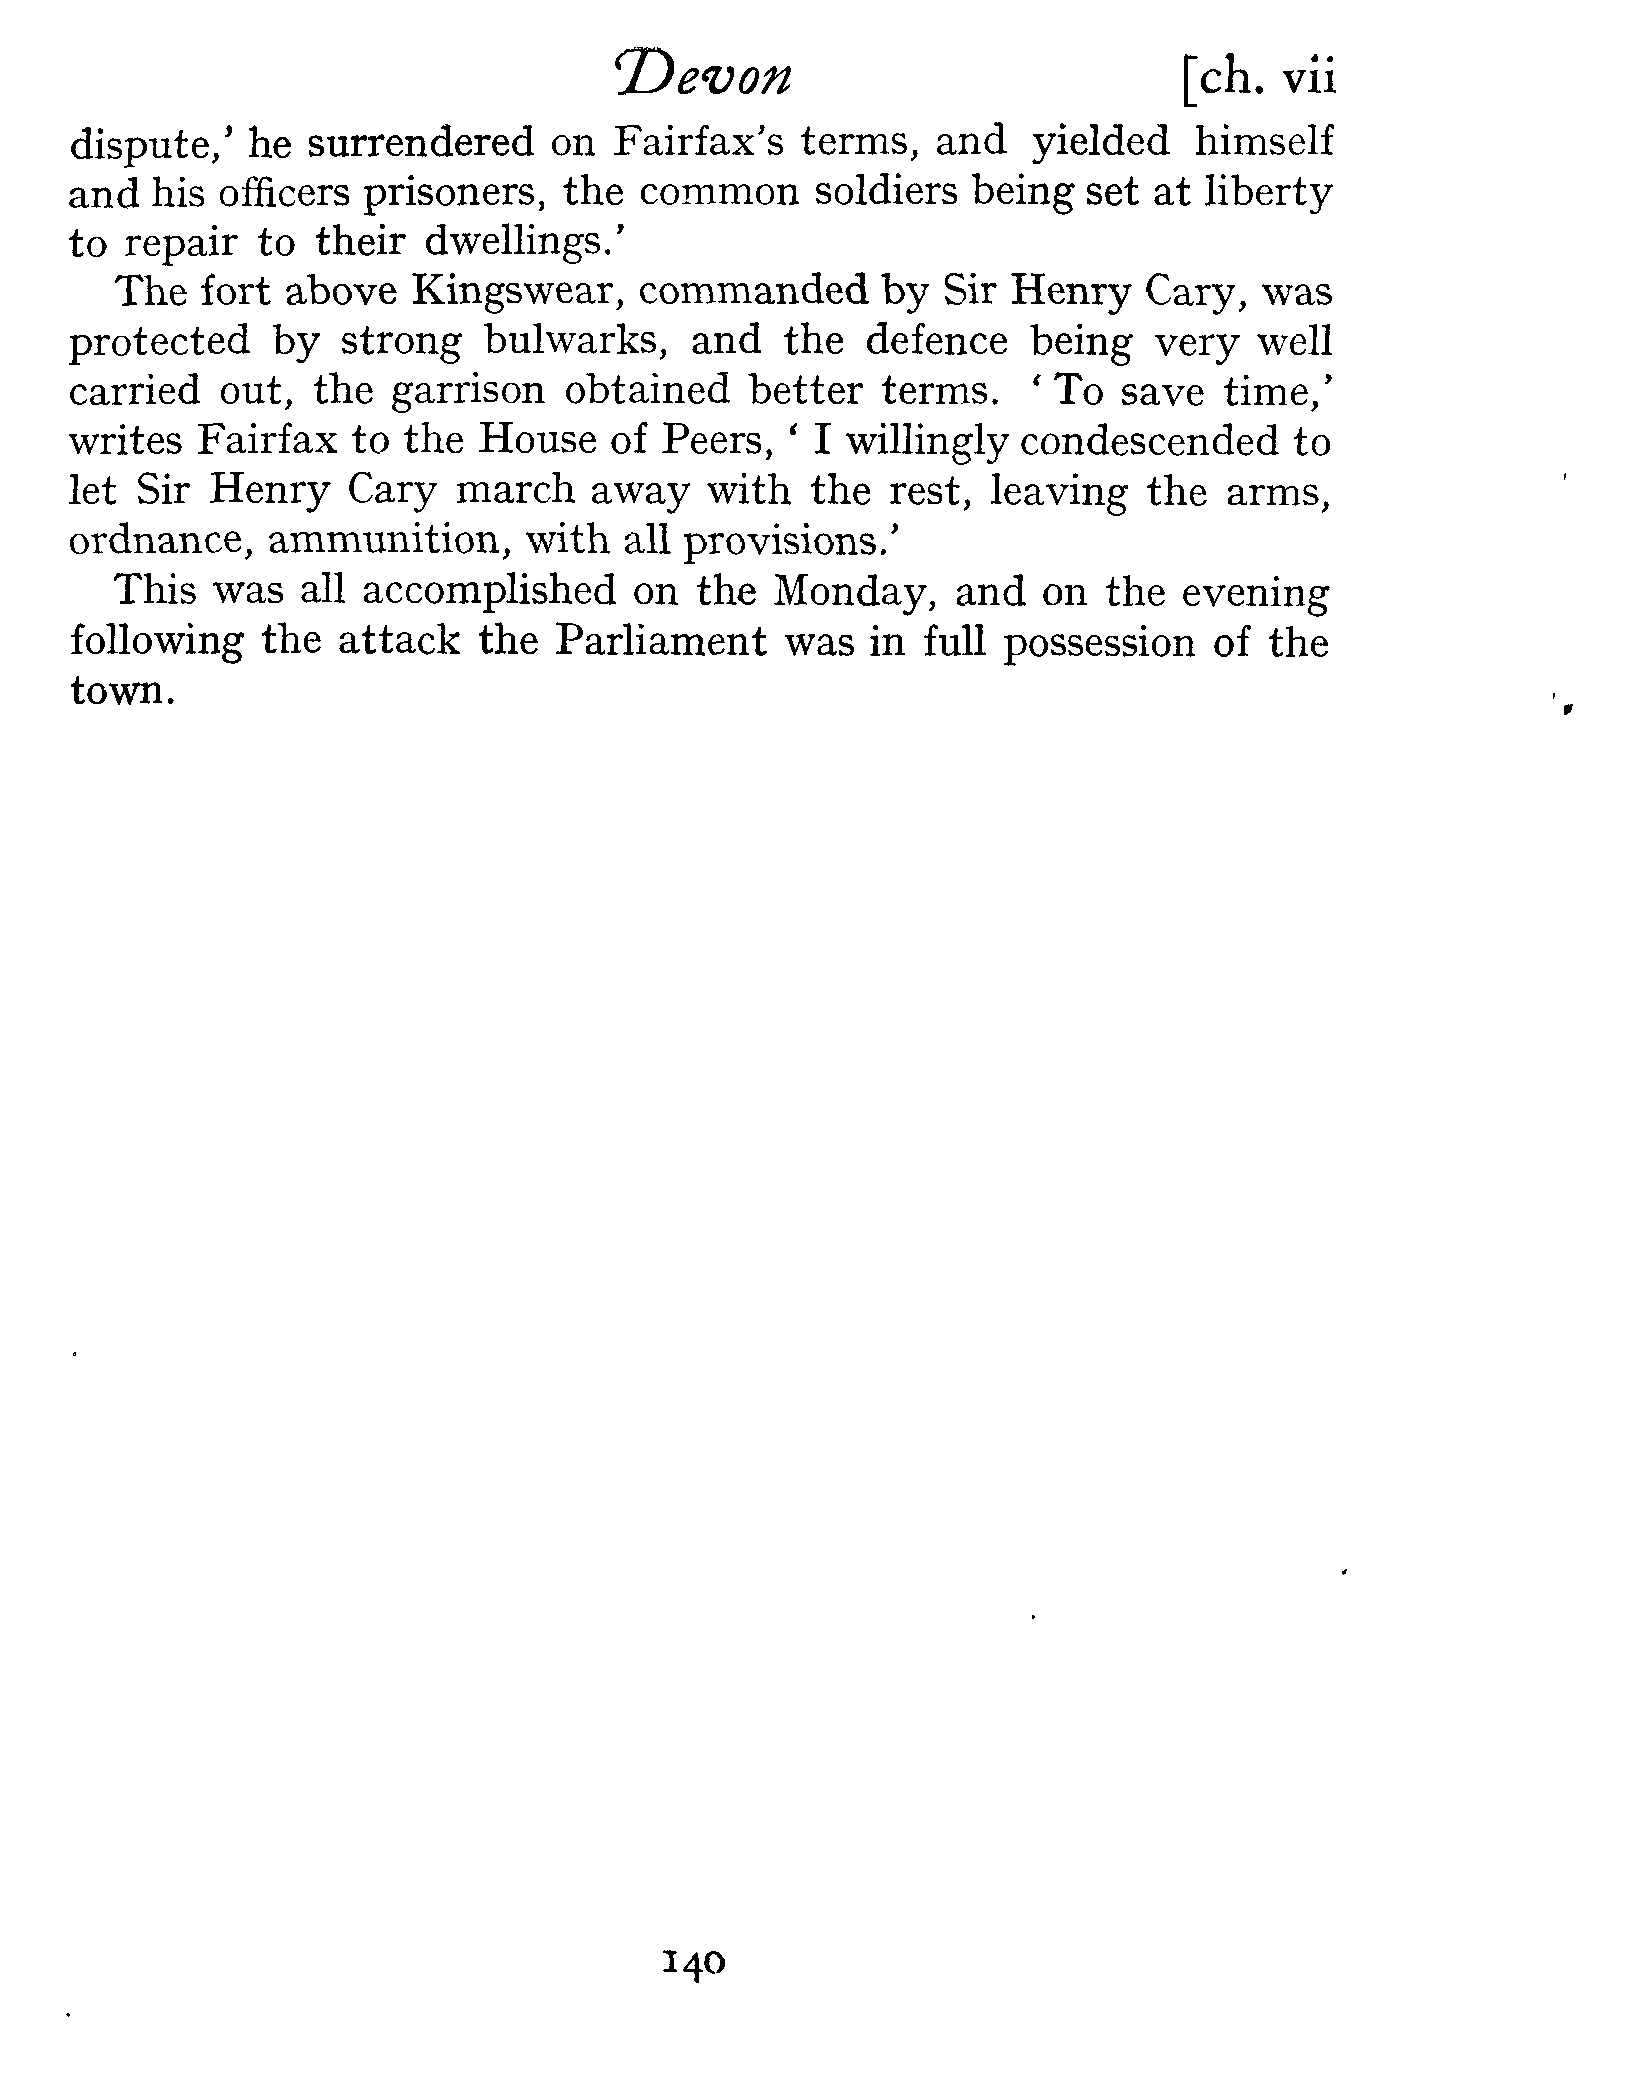 Devon [ch. vii
dispute,’ he surrendered on Fairfax’s terms, and yielded himself
and his officers prisoners, the common soldiers being set at liberty
to repair to their dwellings.’
The fort above Kingswear, commanded by Sir Henry Cary, was
protected by strong bulwarks, and the defence being very well
carried out, the garrison obtained better terms. ‘ To save time,’
writes Fairfax to the House of Peers, ‘ I willingly condescended to
let Sir Henry Cary march away with the rest, leaving the arms,
ordnance, ammunition, with all provisions.’
This was all accomplished on the Monday, and on the evening
following the attack the Parliament was in full possession of the
town.
140